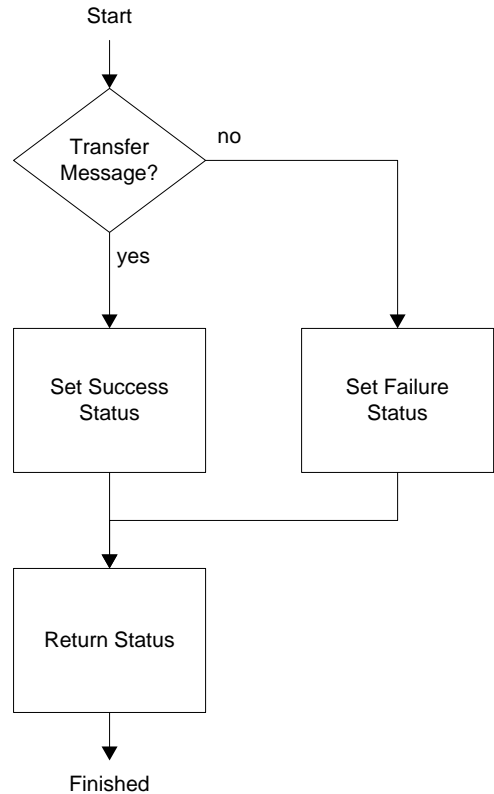 Start
Transfer
Message?
no
yes
Set Success
Status
Set Failure
Status
Return Status
Finished